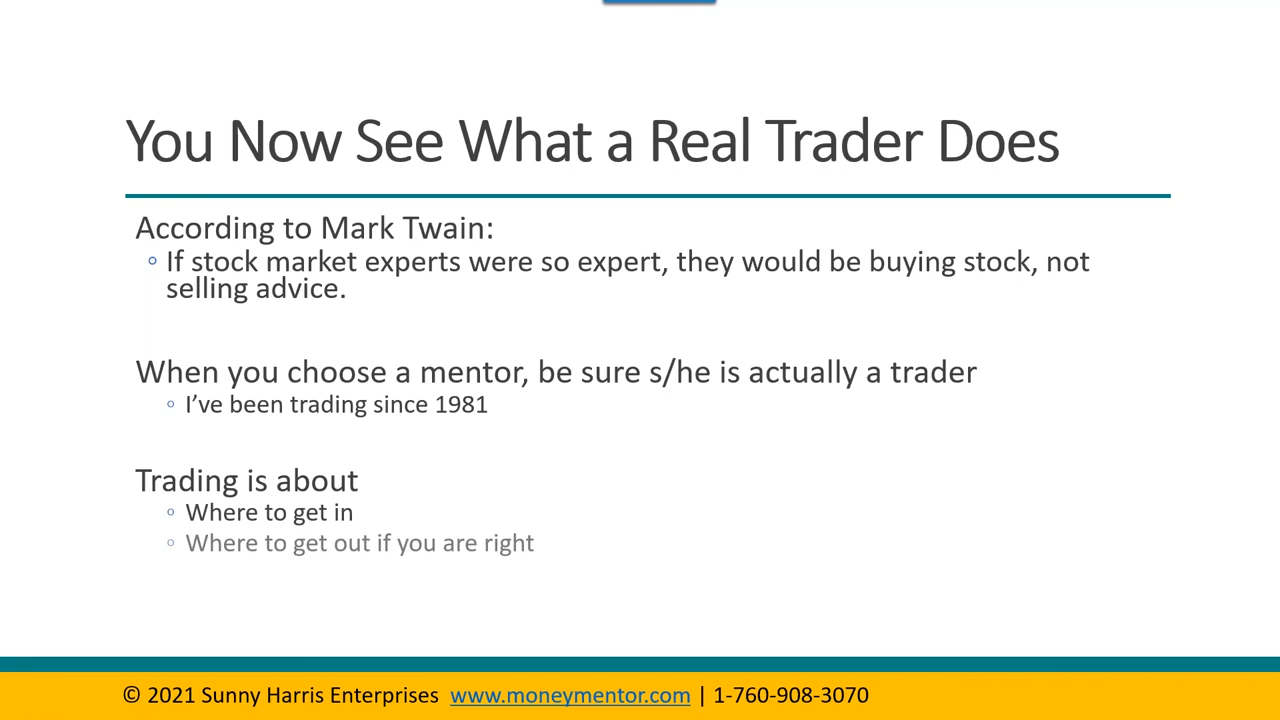 You Now See What a Real Trader Does
According to Mark Twain:
◦ If stock market experts were so expert, they would be buying stock, not
selling advice.
When you choose a mentor, be sure s/he is actually a trader
◦ I’ve been trading since 1981
Trading is about
◦ Where to get in
◦ Where to get out if you are right
© 2021 Sunny Harris Enterprises www.moneymentor.com | 1-760-908-3070